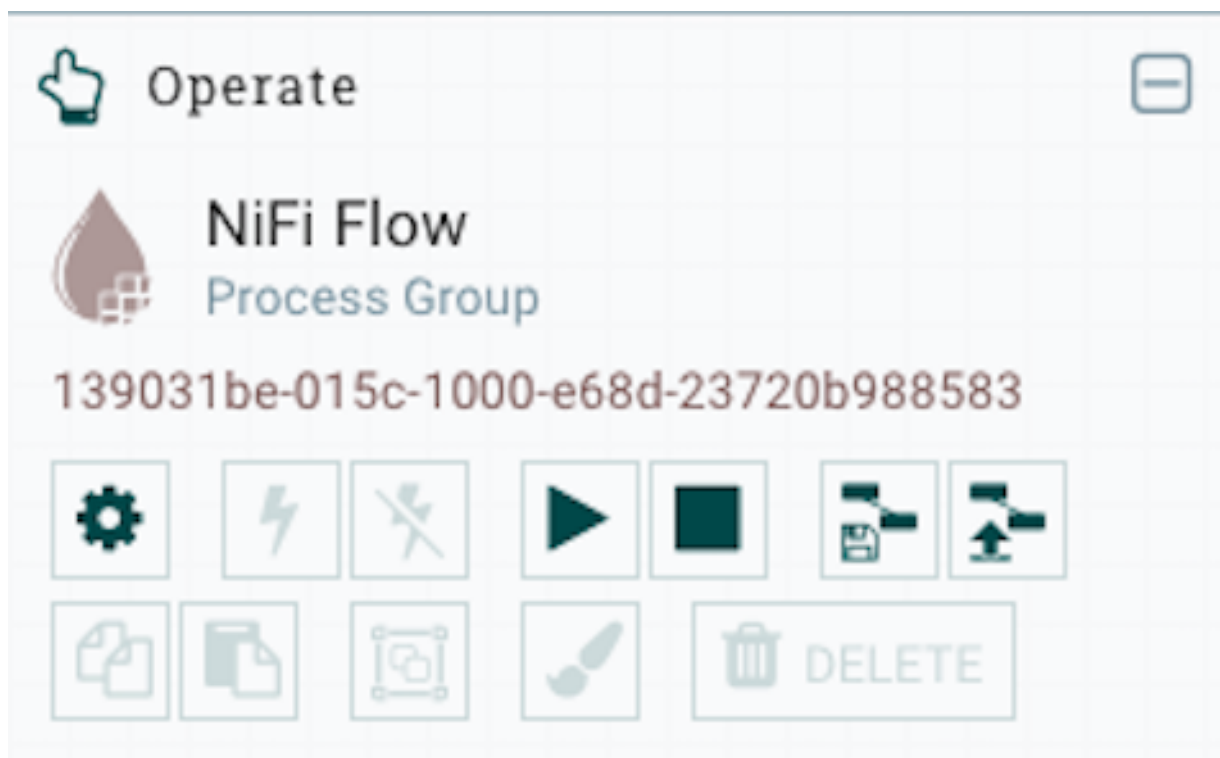 Operate
NiFi Flow
Process Group
139031be-015c-1000-e68d-23720b988583
DELETE